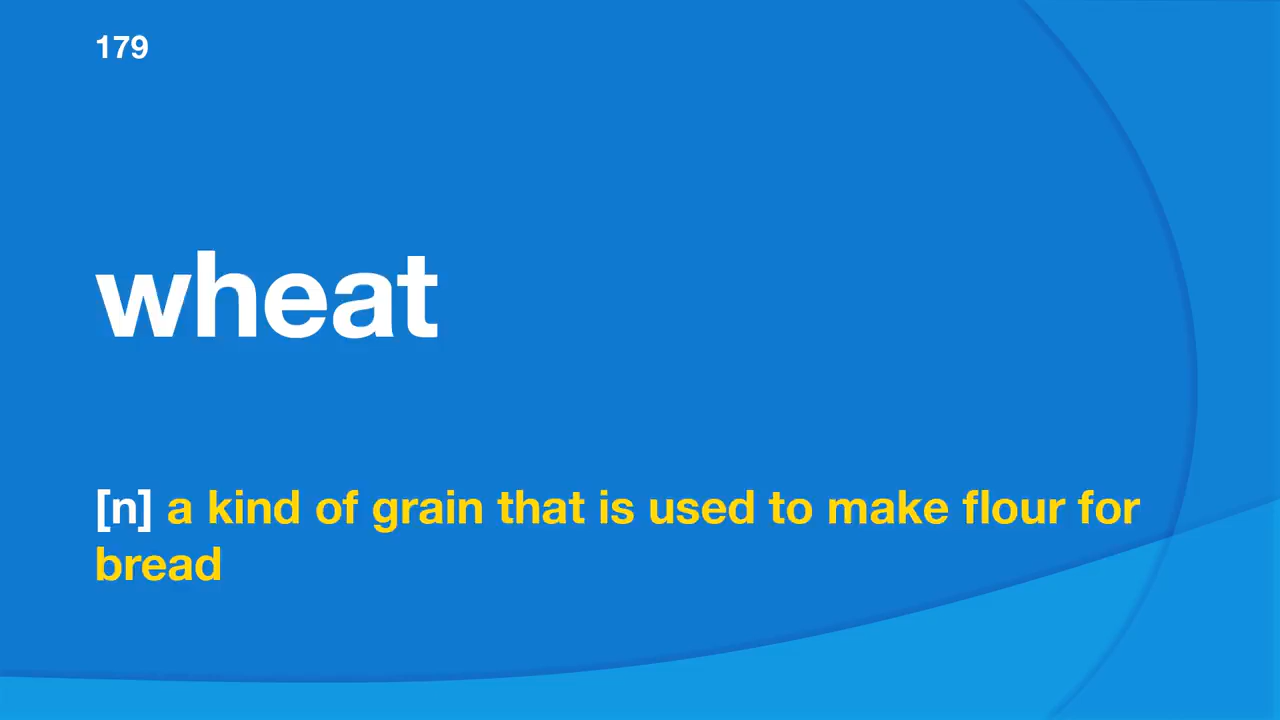 179
wheat
[n] a kind of grain that is used to make flour for
bread